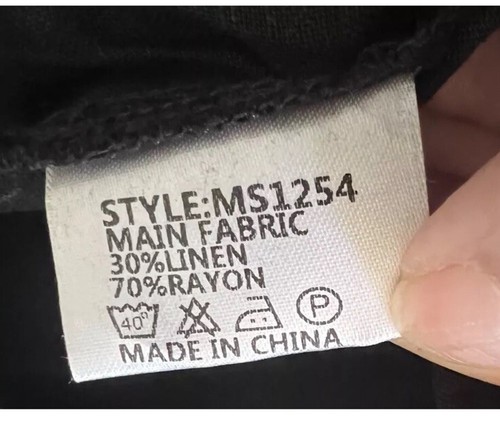 STYLE:MS1254
MAIN FABRIC
30%LINEN
70%RAYON
40° P
MADE IN CHINA